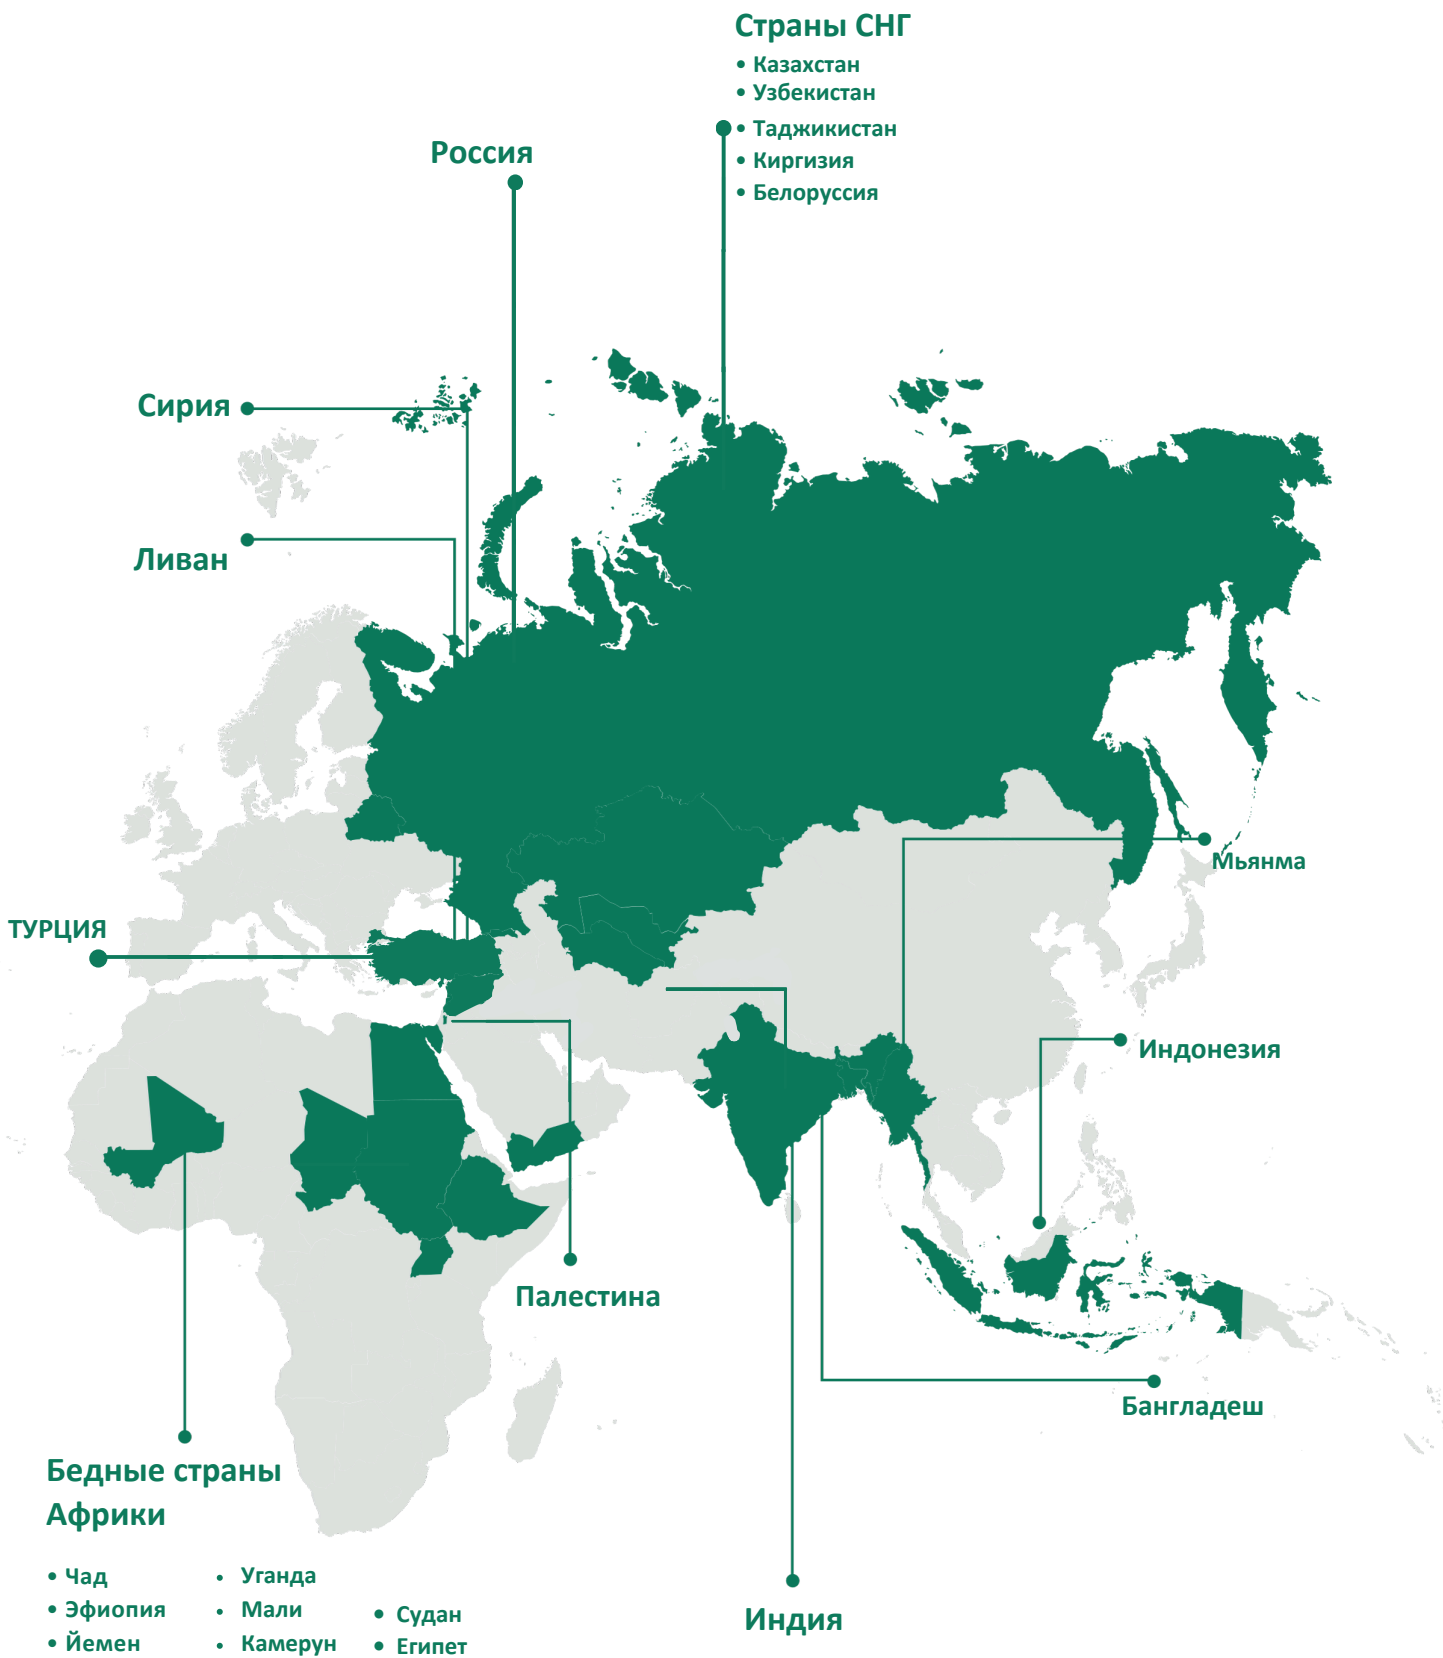 Страны СНГ
• Казахстан
• Узбекистан
• Таджикистан
• Киргизия
• Белоруссия
Россия
Сирия
Ливан
Мьянма
ТУРЦИЯ
Индонезия
Палестина
Бангладеш
Бедные страны
Африки
• Чад
• Эфиопия
• Йемен
• Уганда
• Мали
• Камерун
• Судан
• Египет
Индия